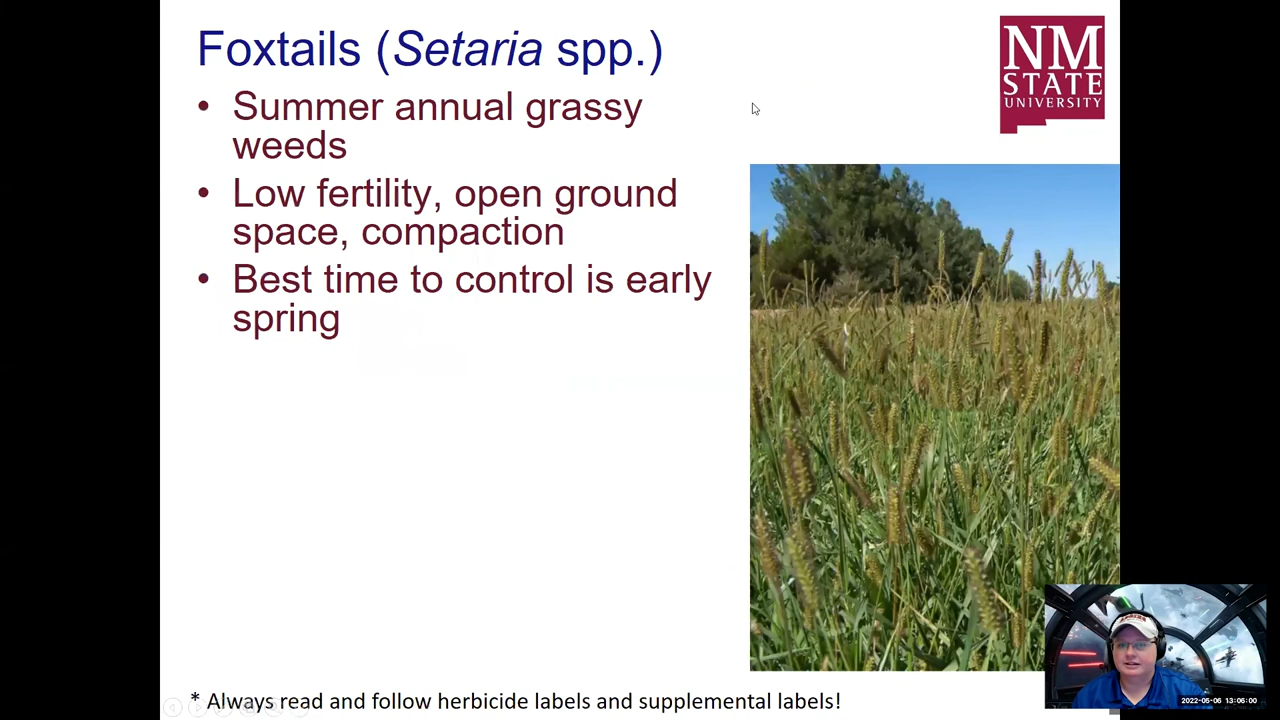 Foxtails (Setaria spp.)
NM
STATE
UNIVERSITY
• Summer annual grassy
weeds
• Low fertility, open ground
space, compaction
• Best time to control is early
spring
* Always read and follow herbicide labels and supplemental labels!
2022-05-06 13:06:00